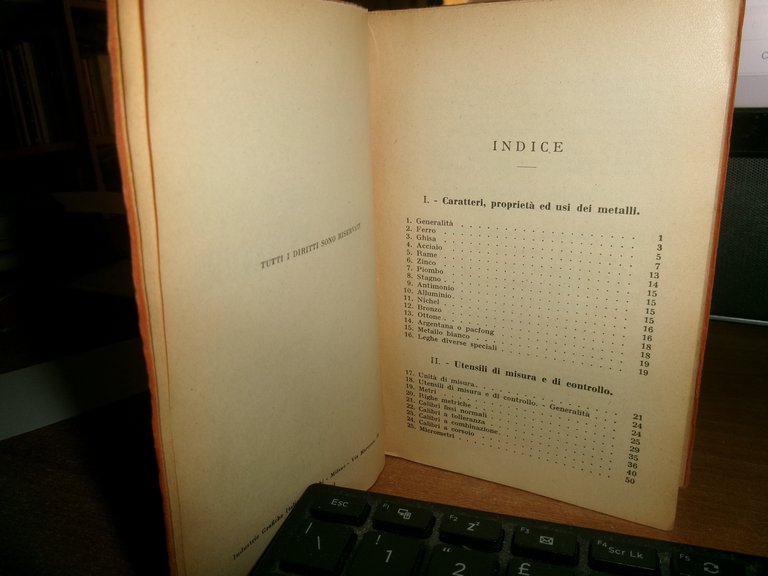 TUTTI I DIRITTI SONO RISERVATI
Industrie Grafiche - Milano - Via
INDICE
I. - Caratteri, proprietà ed usi dei metalli.
1. Generalità . . . 1
2. Ferro . . . 3
3. Ghisa . . . 5
4. Acciaio . . . 7
5. Rame . . . 13
6. Zinco . . . 14
7. Piombo . . . 15
8. Stagno . . . 15
9. Antimonio . . . 15
10. Alluminio . . . 15
11. Nichel . . . 16
12. Bronzo . . . 16
13. Ottone . . . 18
14. Argentana o pacfong . . . 18
15. Metallo bianco . . . 19
16. Leghe diverse speciali . . . 19
II. - Utensili di misura e di controllo.
17. Unità di misura . . . 21
18. Utensili di misura e di controllo. - Generalità . . . 24
19. Metri . . . 24
20. Righe metriche . . . 25
21. Calibri fissi normali . . . 29
22. Calibri a tolleranza . . . 35
23. Calibri a combinazione . . . 36
24. Calibri a corsoio . . . 40
25. Micrometri . . . 50
ESC
F1
F2
F3
F4
Scr Lk
F5
\
1
"
2
£